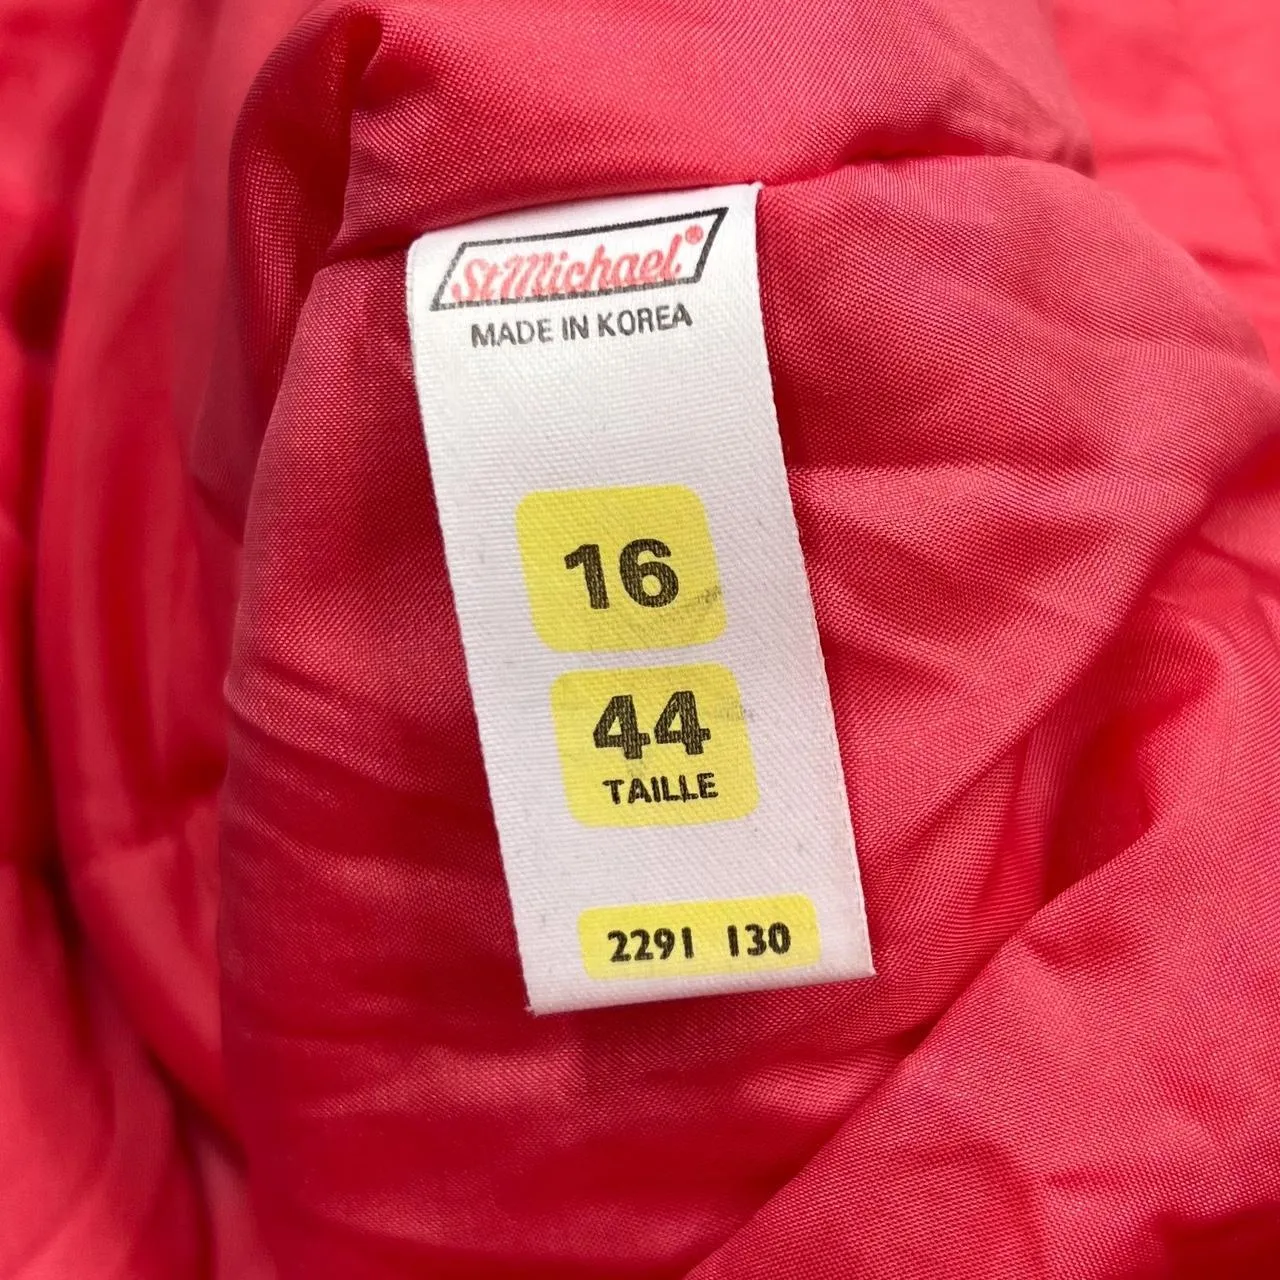 StMichael®
MADE IN KOREA
16
44
TAILLE
2291 130